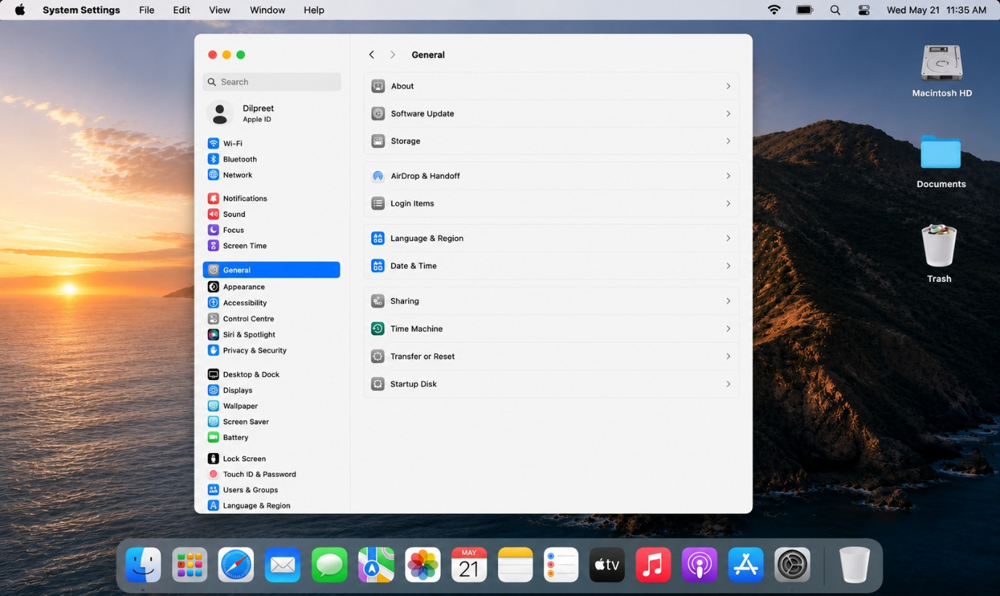 System Settings File Edit View Window Help Wed May 21 11:35 AM
Search
Dilpreet
Apple ID
Wi-Fi
Bluetooth
Network
Notifications
Sound
Focus
Screen Time
General
Appearance
Accessibility
Control Centre
Siri & Spotlight
Privacy & Security
Desktop & Dock
Displays
Wallpaper
Screen Saver
Battery
Lock Screen
Touch ID & Password
Users & Groups
Language & Region
General
About
Software Update
Storage
AirDrop & Handoff
Login Items
Language & Region
Date & Time
Sharing
Time Machine
Transfer or Reset
Startup Disk
Macintosh HD
Documents
Trash
MAY
21
tv